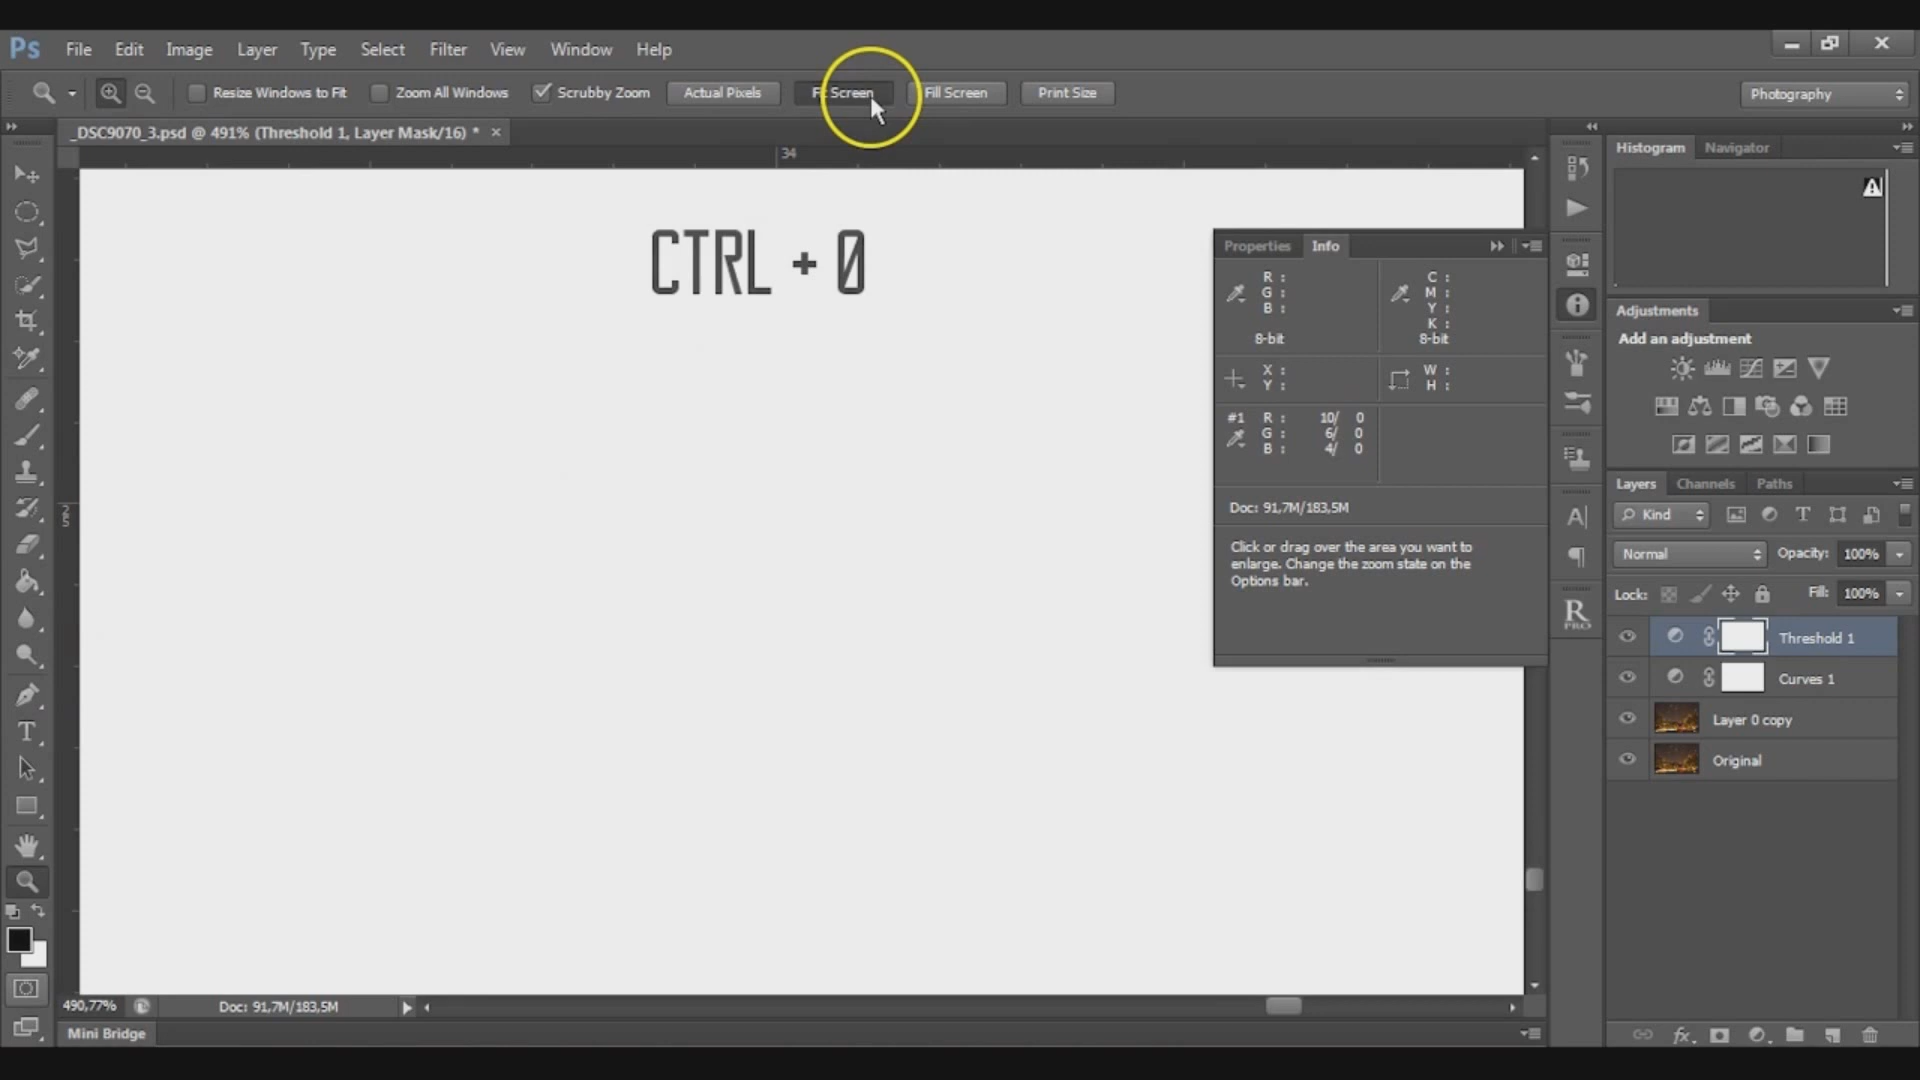 Ps File Edit Image Layer Type Select Filter View Window Help
Resize Windows to Fit Zoom All Windows Scrubby Zoom Actual Pixels Fit Screen Fill Screen Print Size Photography
_DSC9070_3.psd @ 491% (Threshold 1, Layer Mask/16) *
34
CTRL + 0
25
Properties Info
R :
G :
B :
8-bit
C :
M :
Y :
K :
8-bit
X :
Y :
W :
H :
#1 R : 10/ 0
G : 6/ 0
B : 4/ 0
Doc: 91,7M/183,5M
Click or drag over the area you want to
enlarge. Change the zoom state on the
Options bar.
Histogram Navigator
Adjustments
Add an adjustment
Layers Channels Paths
Kind
Normal Opacity: 100%
Lock: Fill: 100%
Threshold 1
Curves 1
Layer 0 copy
Original
R
PRO
490,77% Doc: 91,7M/183,5M
Mini Bridge